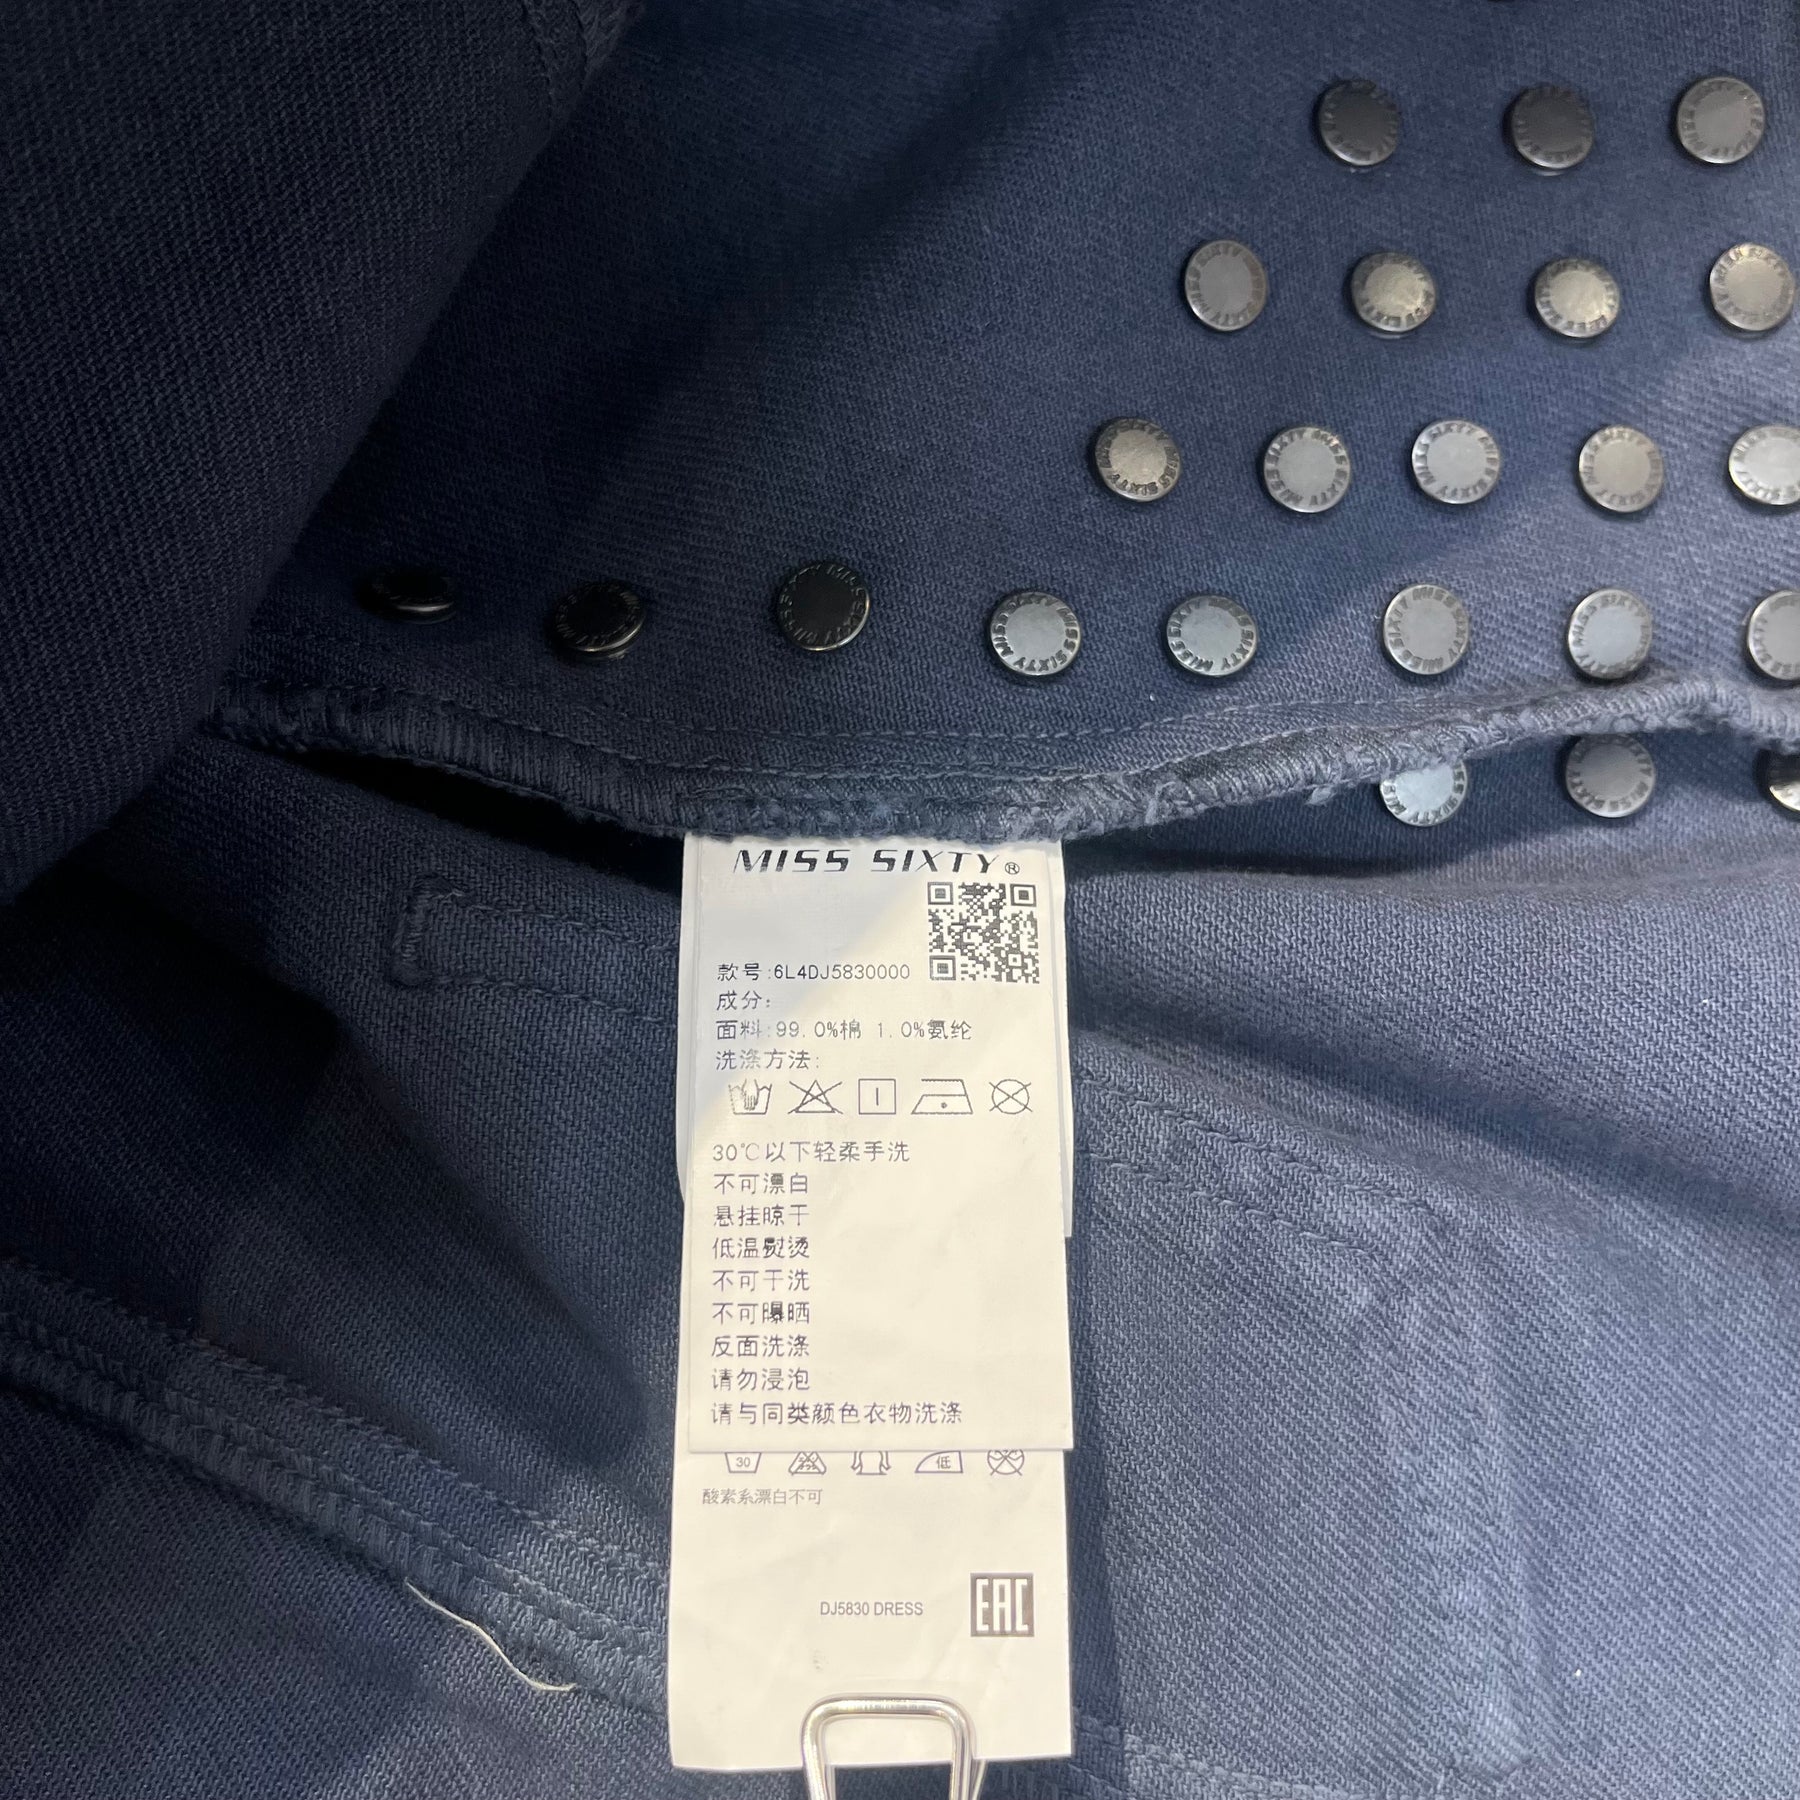 MISS SIXTY®
款号:6L4DJ5830000
成分:
面料:99.0%棉 1.0%氨纶
洗涤方法:
30℃以下轻柔手洗
不可漂白
悬挂晾干
低温熨烫
不可干洗
不可曝晒
反面洗涤
请勿浸泡
请与同类颜色衣物洗涤
30
低
酸素系漂白不可
DJ5830 DRESS
EAC
MISS SIXTY MISS SIXTY